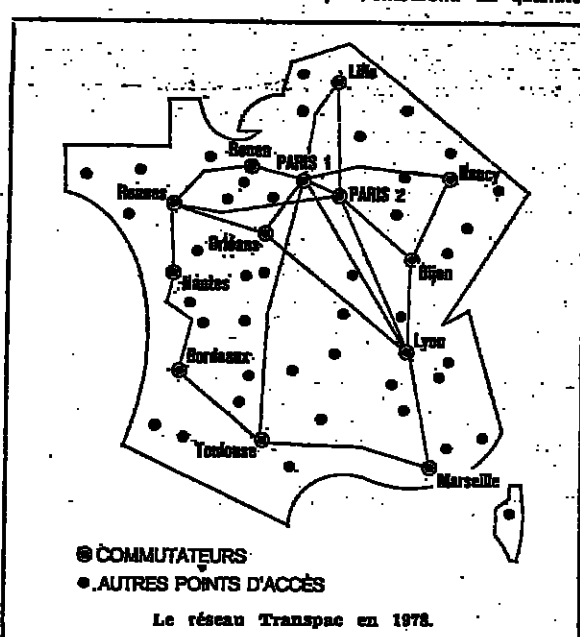 Lille
Rouen
PARIS 1
Nancy
Rennes
PARIS 2
Orléans
Dijon
Nantes
Lyon
Bordeaux
Toulouse
Marseille
COMMUTATEURS
AUTRES POINTS D'ACCÈS
Le réseau Transpac en 1978.